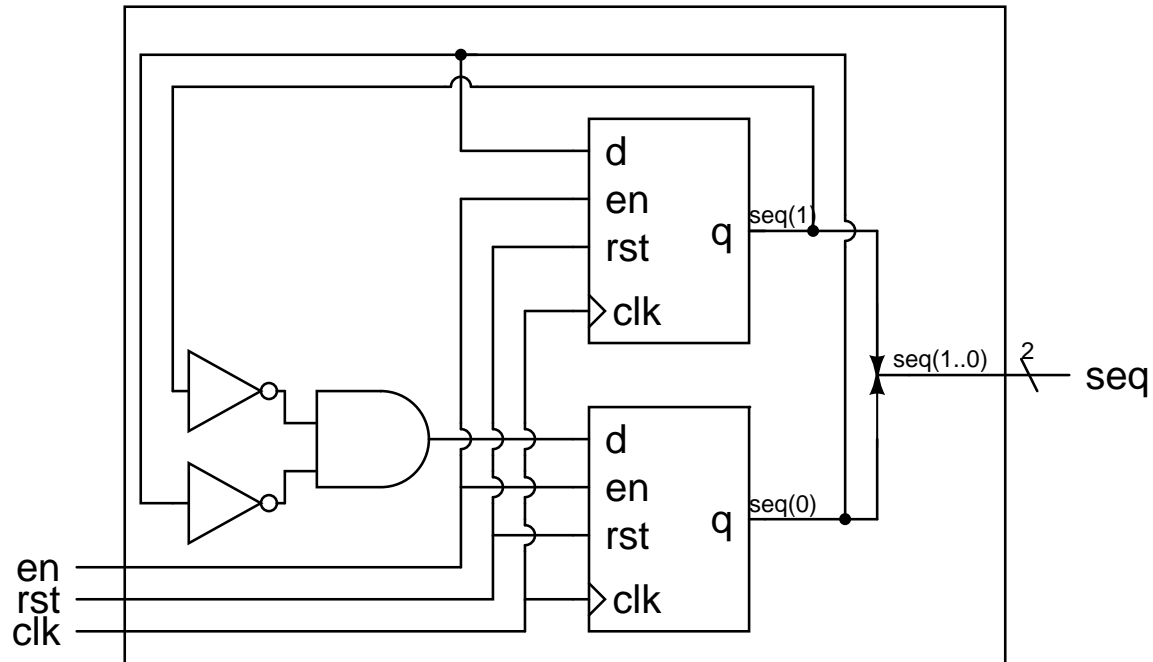 d
en
rst
clk
q
seq(1)
seq(1..0)
2
seq
d
en
rst
clk
q
seq(0)
en
rst
clk